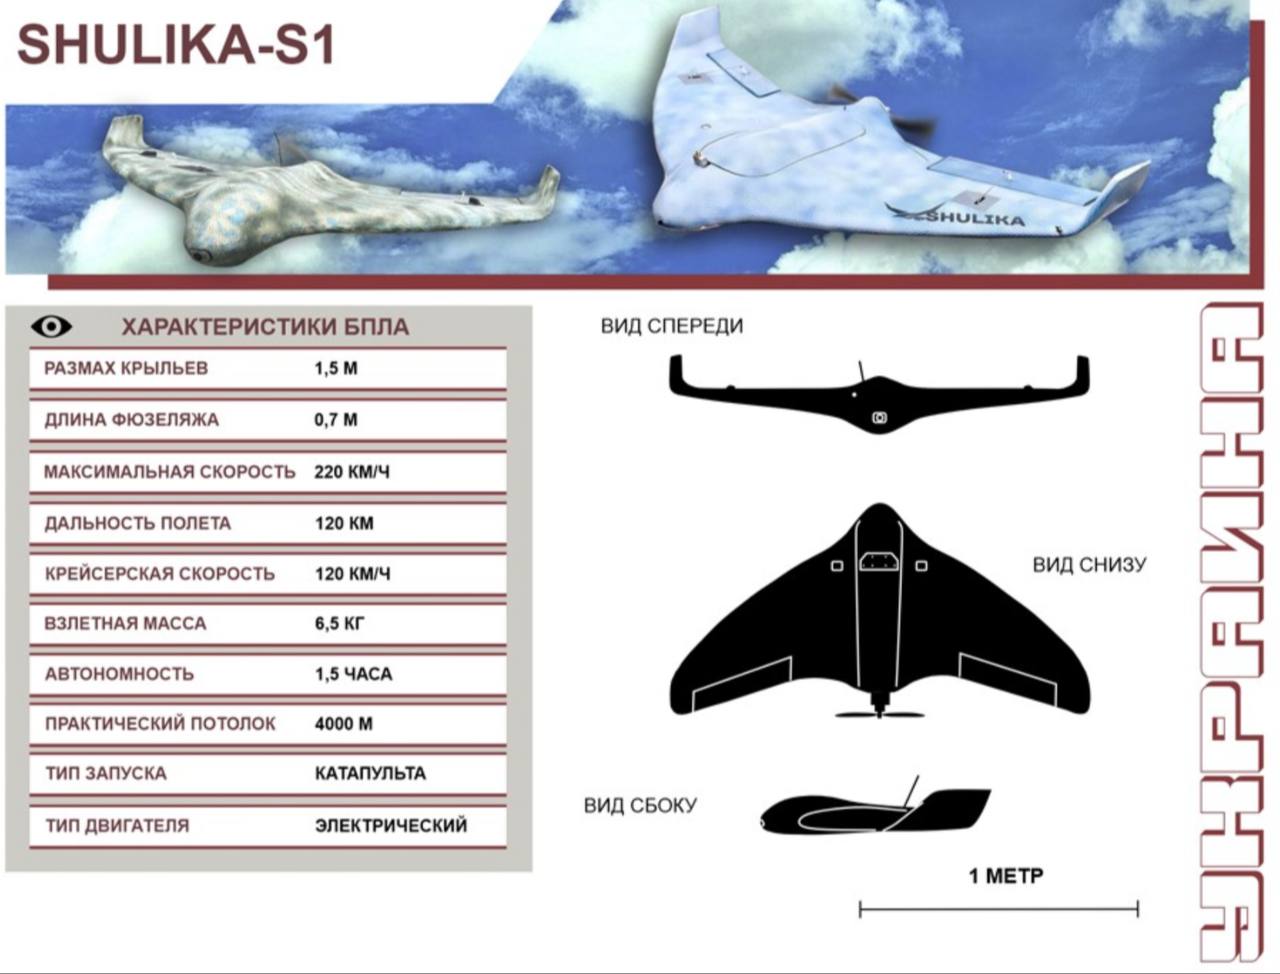 SHULIKA-S1
SHULIKA
ХАРАКТЕРИСТИКИ БПЛА
РАЗМАХ КРЫЛЬЕВ 1,5 М
ДЛИНА ФЮЗЕЛЯЖА 0,7 М
МАКСИМАЛЬНАЯ СКОРОСТЬ 220 КМ/Ч
ДАЛЬНОСТЬ ПОЛЕТА 120 КМ
КРЕЙСЕРСКАЯ СКОРОСТЬ 120 КМ/Ч
ВЗЛЕТНАЯ МАССА 6,5 КГ
АВТОНОМНОСТЬ 1,5 ЧАСА
ПРАКТИЧЕСКИЙ ПОТОЛОК 4000 М
ТИП ЗАПУСКА КАТАПУЛЬТА
ТИП ДВИГАТЕЛЯ ЭЛЕКТРИЧЕСКИЙ
ВИД СПЕРЕДИ
ВИД СНИЗУ
ВИД СБОКУ
1 МЕТР
УКРАИНА